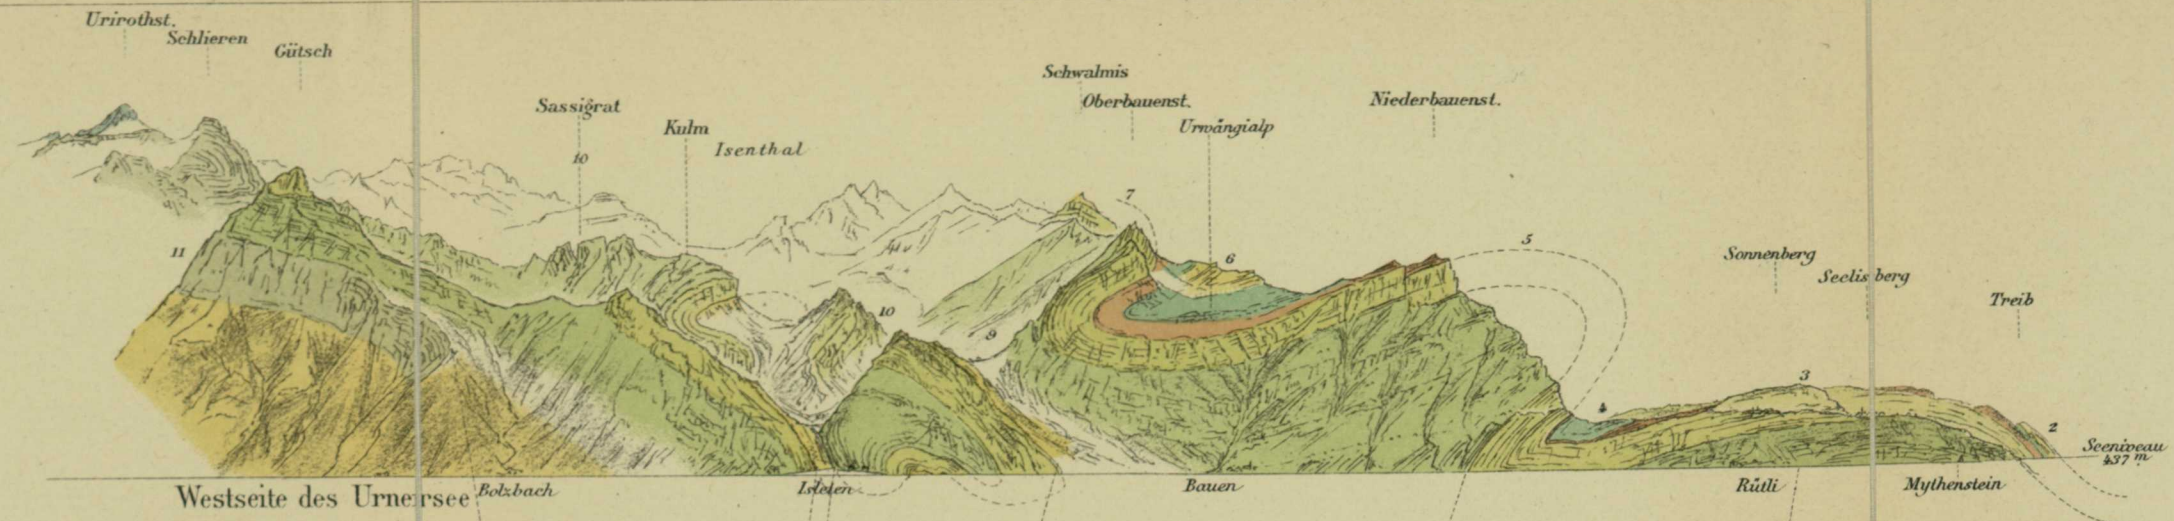 Urirothst.
Schlieren
Gütsch
Schwalmis
Oberbauenst.
Niederbauenst.
Sassigrat
Kulm
Urwängialp
Isenthal
10
7
5
11
6
Sonnenberg
Seelisberg
Treib
10
9
3
4
2
Seeniveau
437 m
Westseite des Urnersee
Bolzbach
Isleten
Bauen
Rütli
Mythenstein